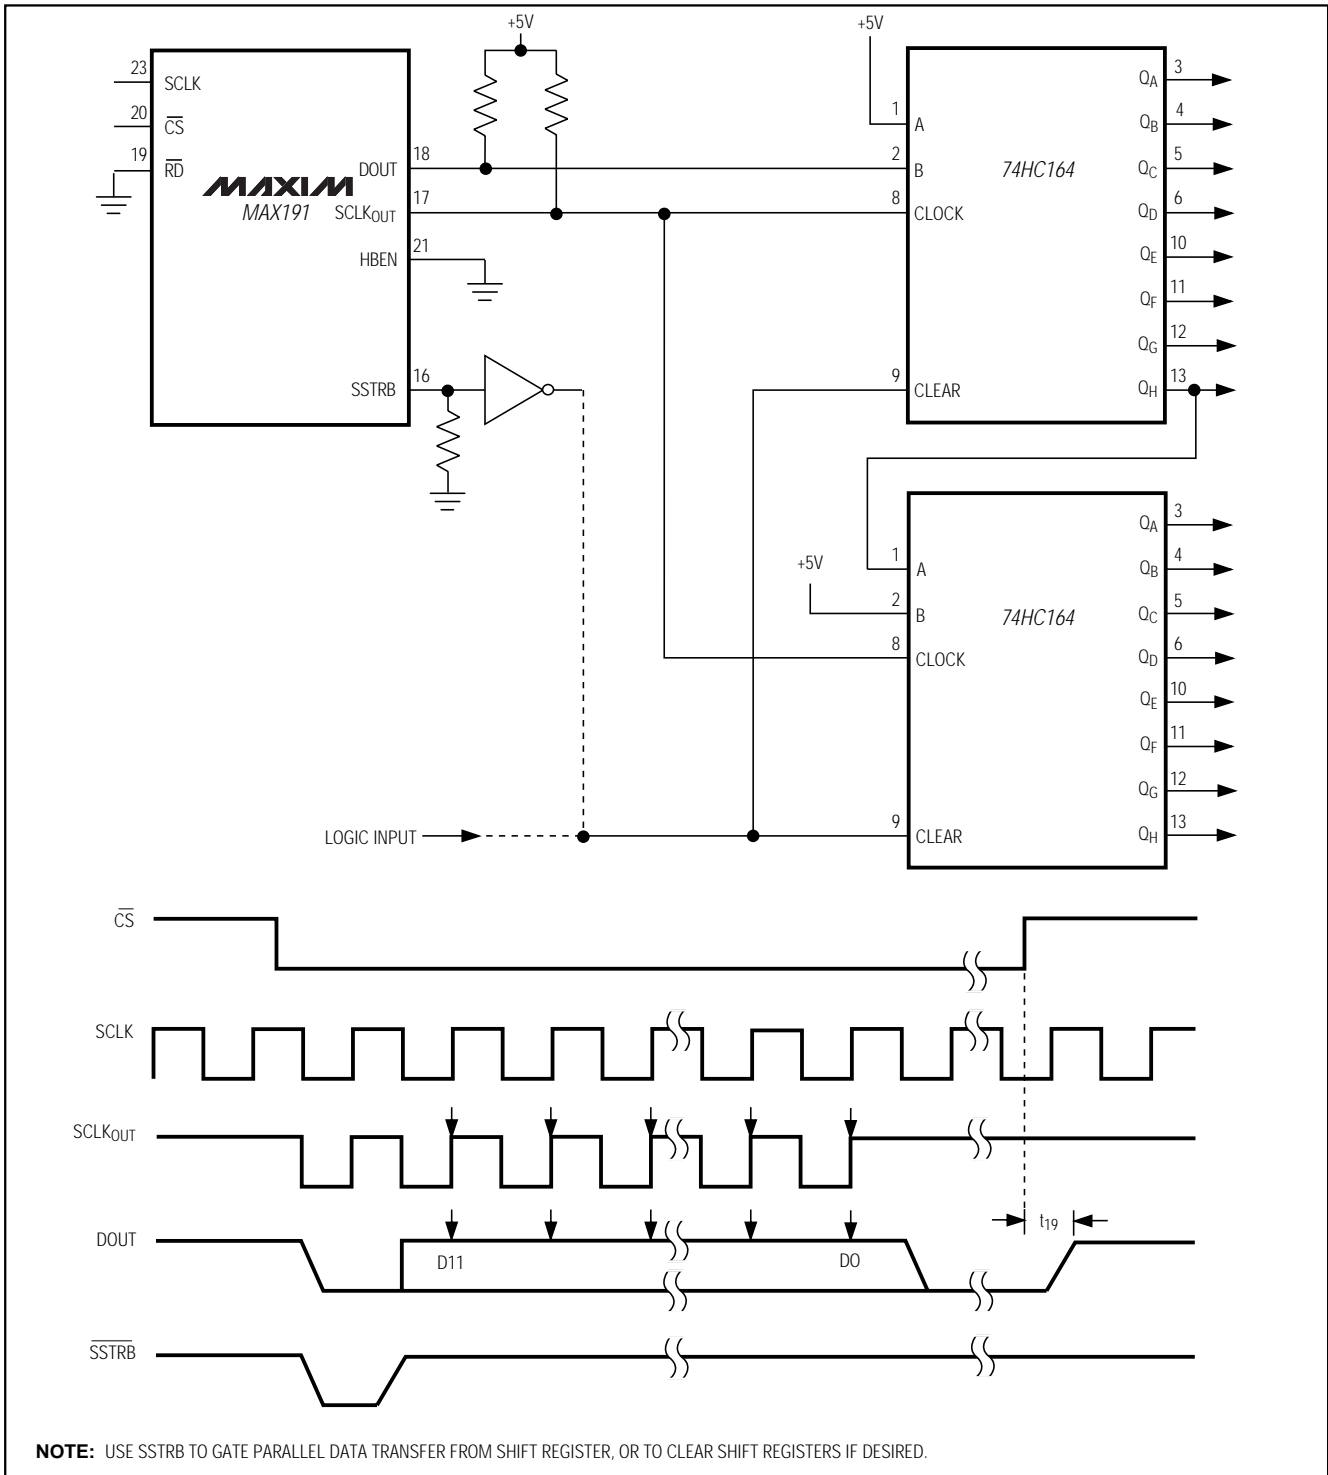 +5V
+5V
23 SCLK
20 CS
19 RD
MAXIM
MAX191
DOUT 18
SCLKOUT 17
HBEN 21
SSTRB 16
1 A
2 B
8 CLOCK
9 CLEAR
74HC164
QA 3
QB 4
QC 5
QD 6
QE 10
QF 11
QG 12
QH 13
+5V
1 A
2 B
8 CLOCK
9 CLEAR
74HC164
QA 3
QB 4
QC 5
QD 6
QE 10
QF 11
QG 12
QH 13
LOGIC INPUT
CS
SCLK
SCLKOUT
t19
DOUT
D11
D0
SSTRB
NOTE: USE SSTRB TO GATE PARALLEL DATA TRANSFER FROM SHIFT REGISTER, OR TO CLEAR SHIFT REGISTERS IF DESIRED.